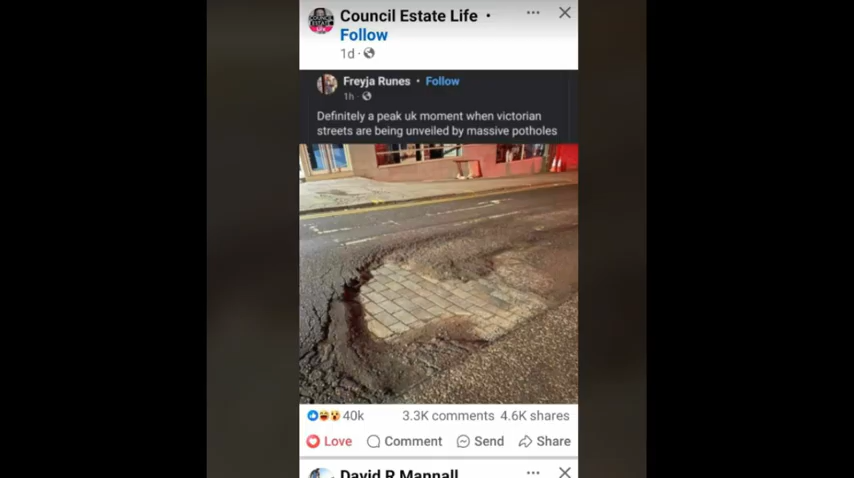 Council Estate Life •
Follow
1d ·
Freyja Runes • Follow
1h ·
Definitely a peak uk moment when victorian
streets are being unveiled by massive potholes
40k 3.3K comments 4.6K shares
Love Comment Send Share
David R Mannall